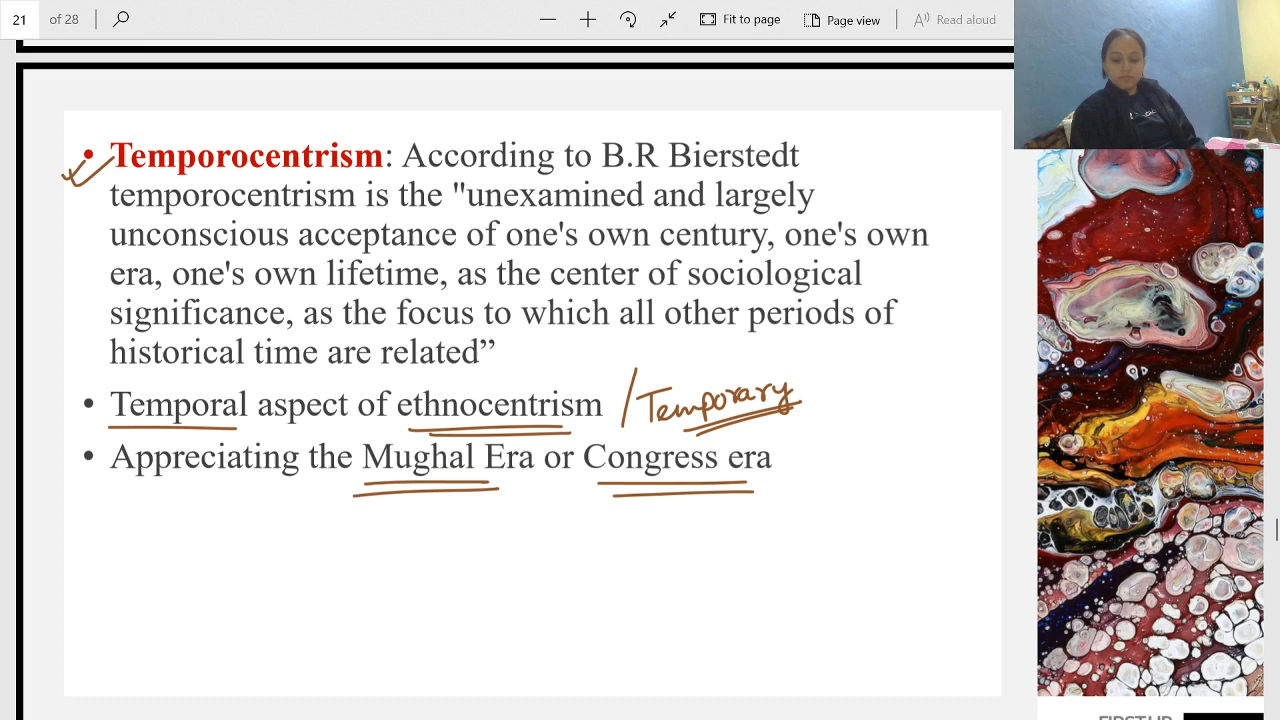 21 of 28 Fit to page Page view Read aloud
• Temporocentrism: According to B.R Bierstedt
temporocentrism is the "unexamined and largely
unconscious acceptance of one's own century, one's own
era, one's own lifetime, as the center of sociological
significance, as the focus to which all other periods of
historical time are related”
• Temporal aspect of ethnocentrism / Temporary
• Appreciating the Mughal Era or Congress era